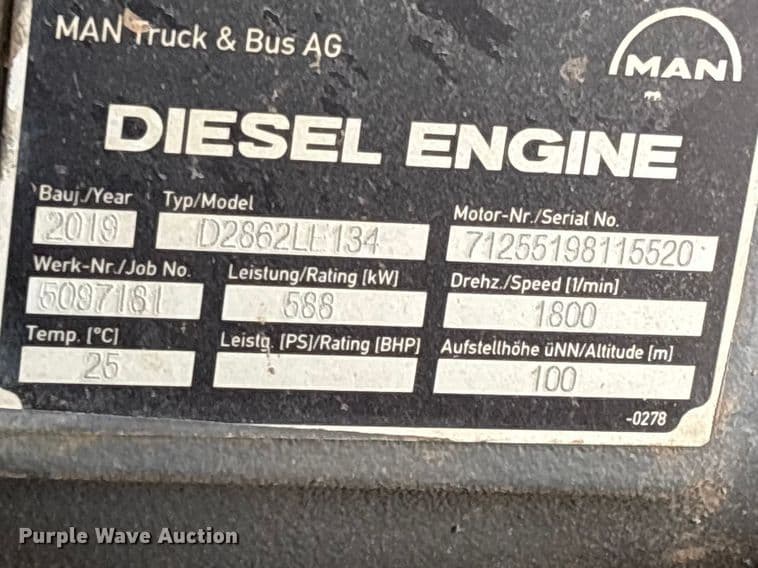 MAN Truck & Bus AG
MAN
DIESEL ENGINE
Bauj./Year Typ/Model Motor-Nr./Serial No.
2019 D2862LE134 71255198115520
Werk-Nr./Job No. Leistung/Rating [kW] Drehz./Speed [1/min]
5097161 588 1800
Temp. [°C] Leistg. [PS]/Rating [BHP] Aufstellhöhe üNN/Altitude [m]
25 100
-0278
Purple Wave Auction